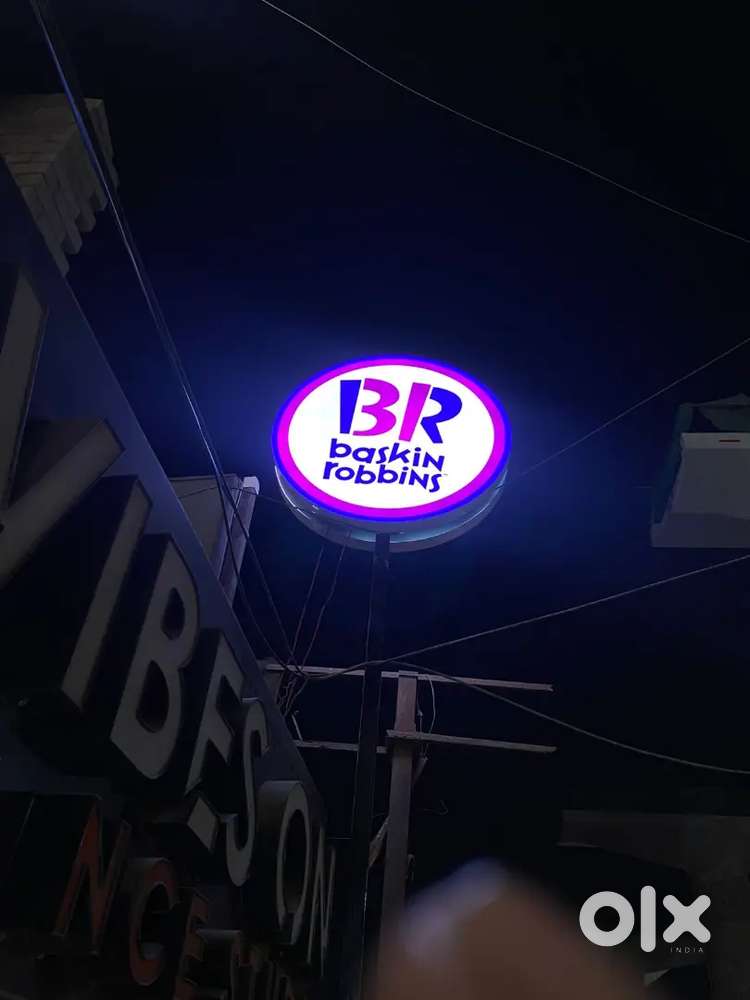 BR
baskin
robbins
VIBES ON
olx
INDIA